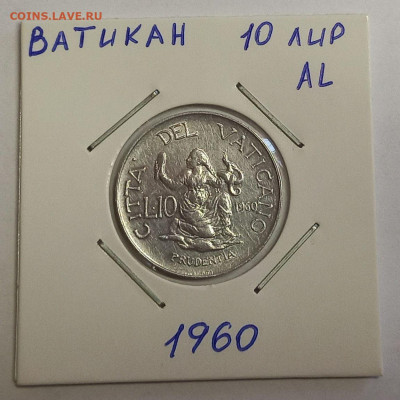 COINS.LAVE.RU
ВАТИКАН 10 лир
AL
CITTA' DEL VATICANO
L.10 1960
PRUDENTIA
1960